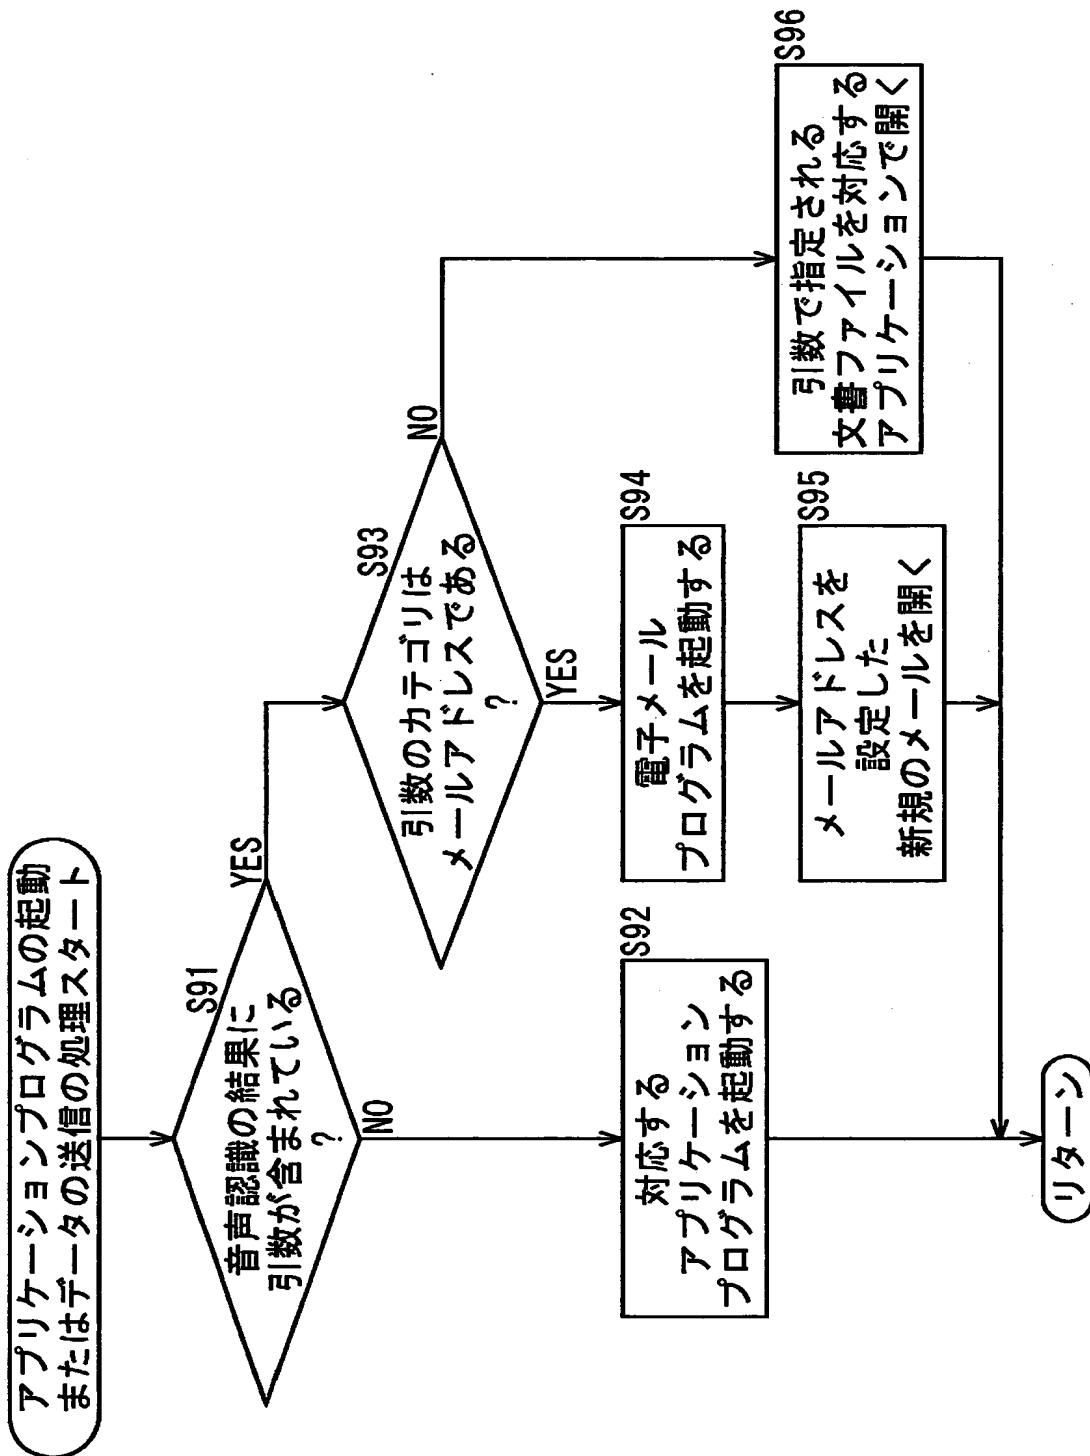 アプリケーションプログラムの起動
またはデータの送信の処理スタート
S91
音声認識の結果に
引数が含まれている
?
YES
NO
S92
対応する
アプリケーション
プログラムを起動する
S93
引数のカテゴリは
メールアドレスである
?
NO
YES
S94
電子メール
プログラムを起動する
S95
メールアドレスを
設定した
新規のメールを開く
S96
引数で指定される
文書ファイルを対応する
アプリケーションで開く
リターン